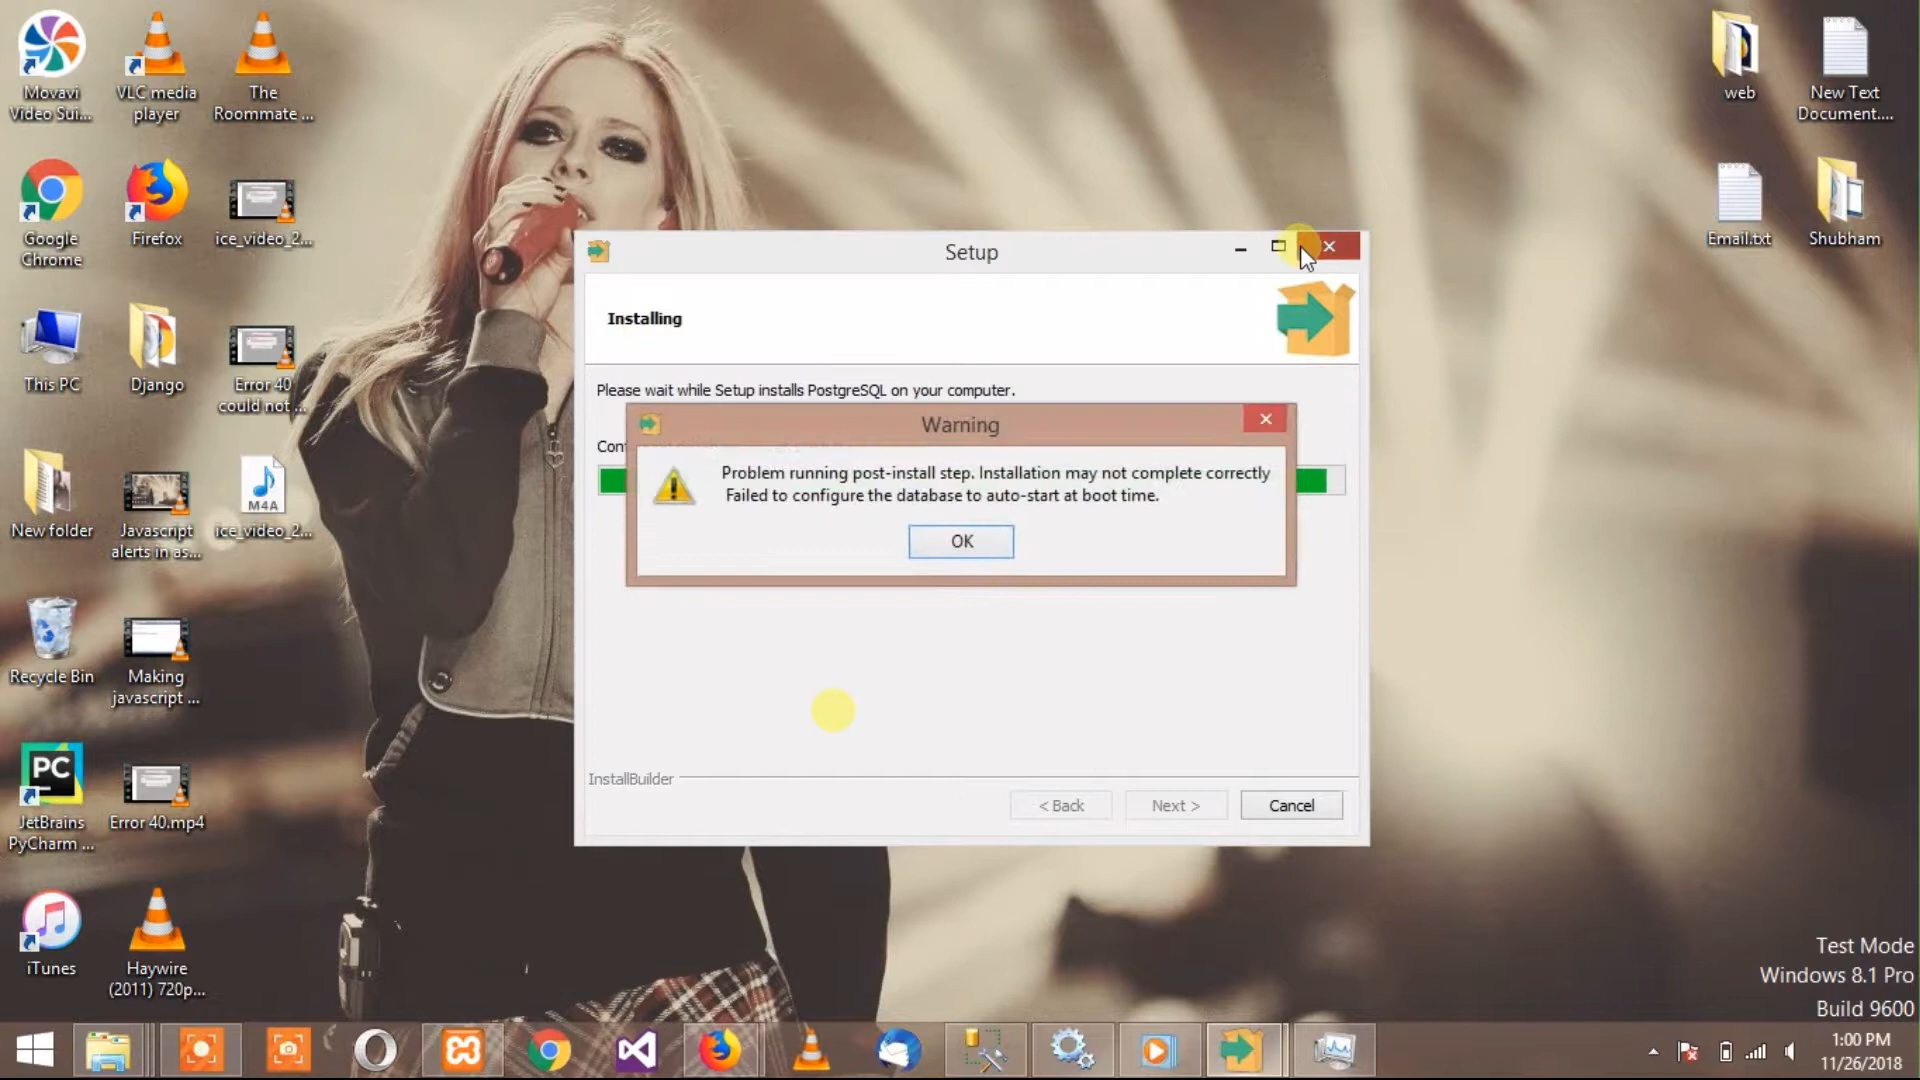 Movavi
Video Sui...
VLC media
player
The
Roommate ...
Google
Chrome
Firefox
ice_video_2...
This PC
Django
Error 40
could not ...
New folder
Javascript
alerts in as...
M4A
ice_video_2...
Recycle Bin
Making
javascript ...
PC
JetBrains
PyCharm ...
Error 40.mp4
iTunes
Haywire
(2011) 720p...
web
New Text
Document....
Email.txt
Shubham
Setup
Installing
Please wait while Setup installs PostgreSQL on your computer.
Warning
Problem running post-install step. Installation may not complete correctly
Failed to configure the database to auto-start at boot time.
OK
InstallBuilder
< Back
Next >
Cancel
Test Mode
Windows 8.1 Pro
Build 9600
1:00 PM
11/26/2018